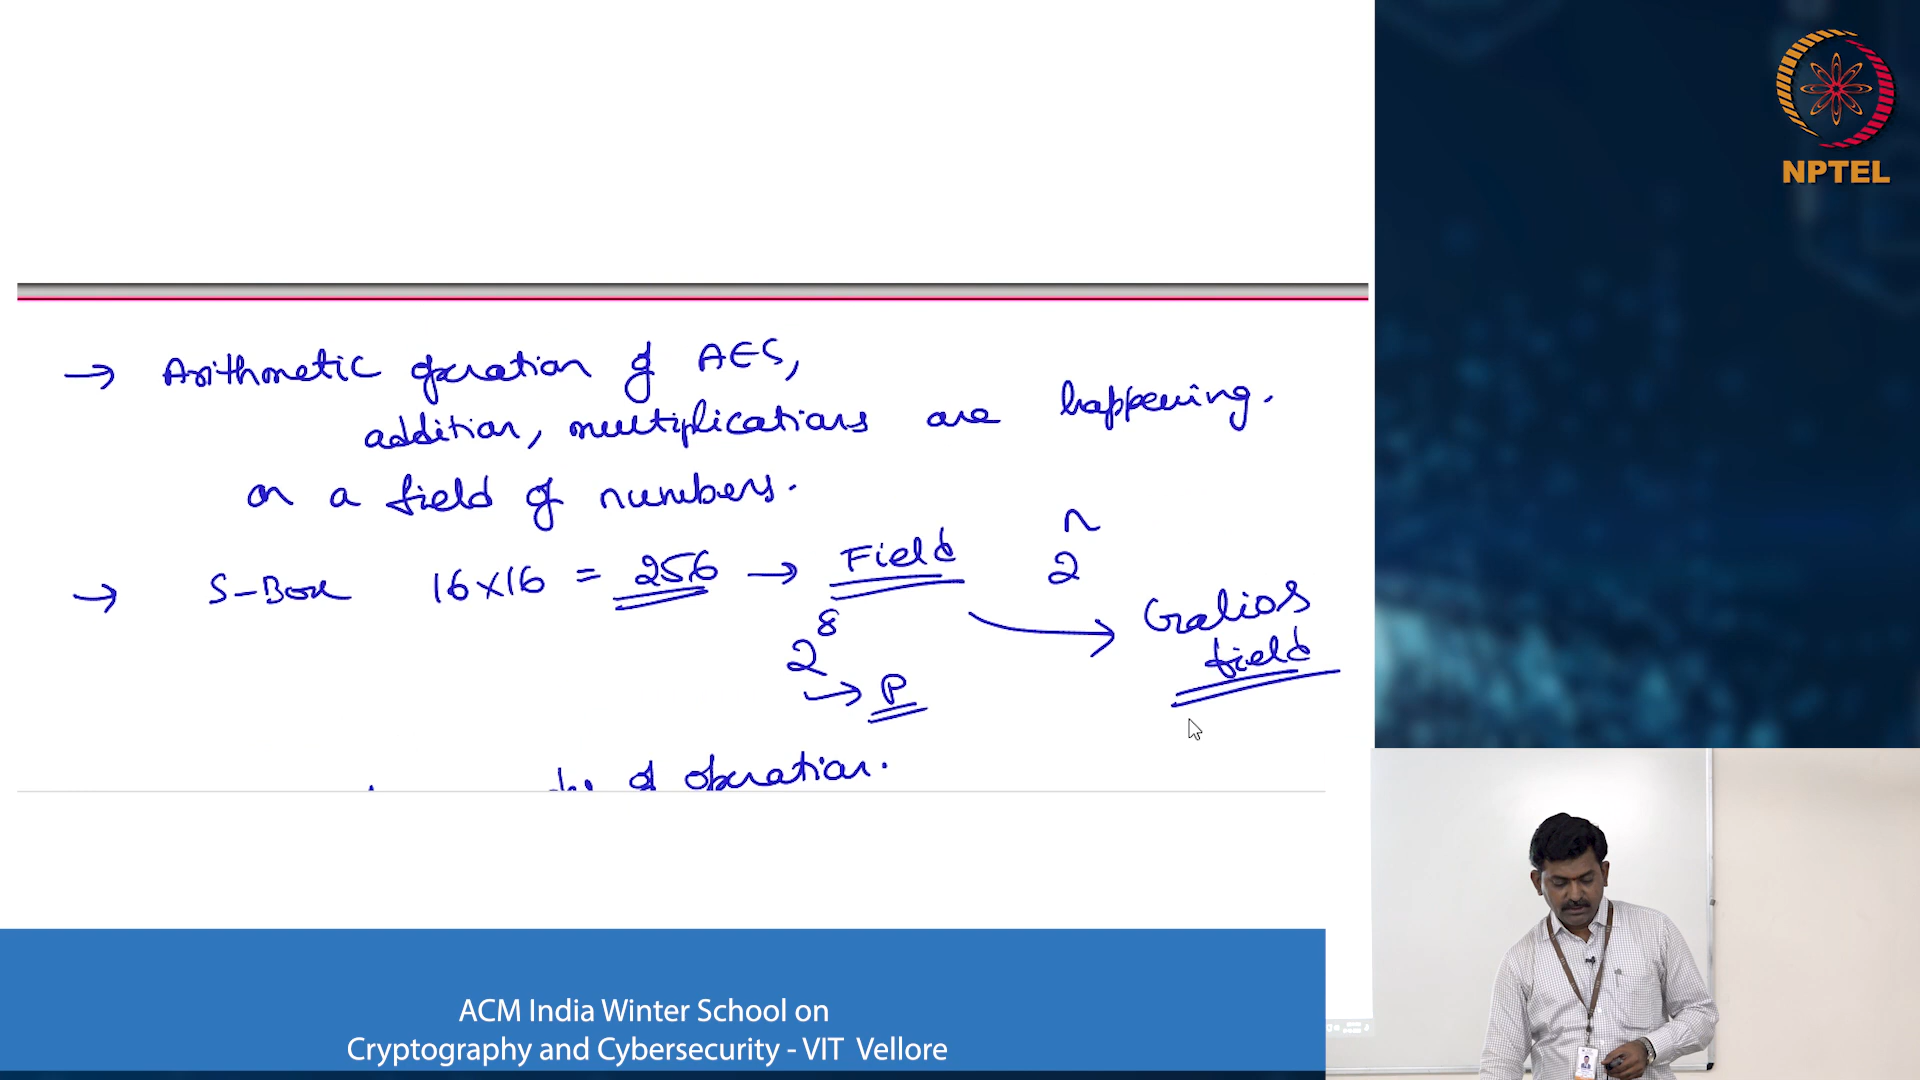 NPTEL
→ Arithmetic operation of AES,
addition, multiplications are happening.
on a field of numbers.
→ S-Box 16×16 = 256 → Field 2^n
2^8 → Galios field
→ P
of operation.
ACM India Winter School on
Cryptography and Cybersecurity - VIT Vellore